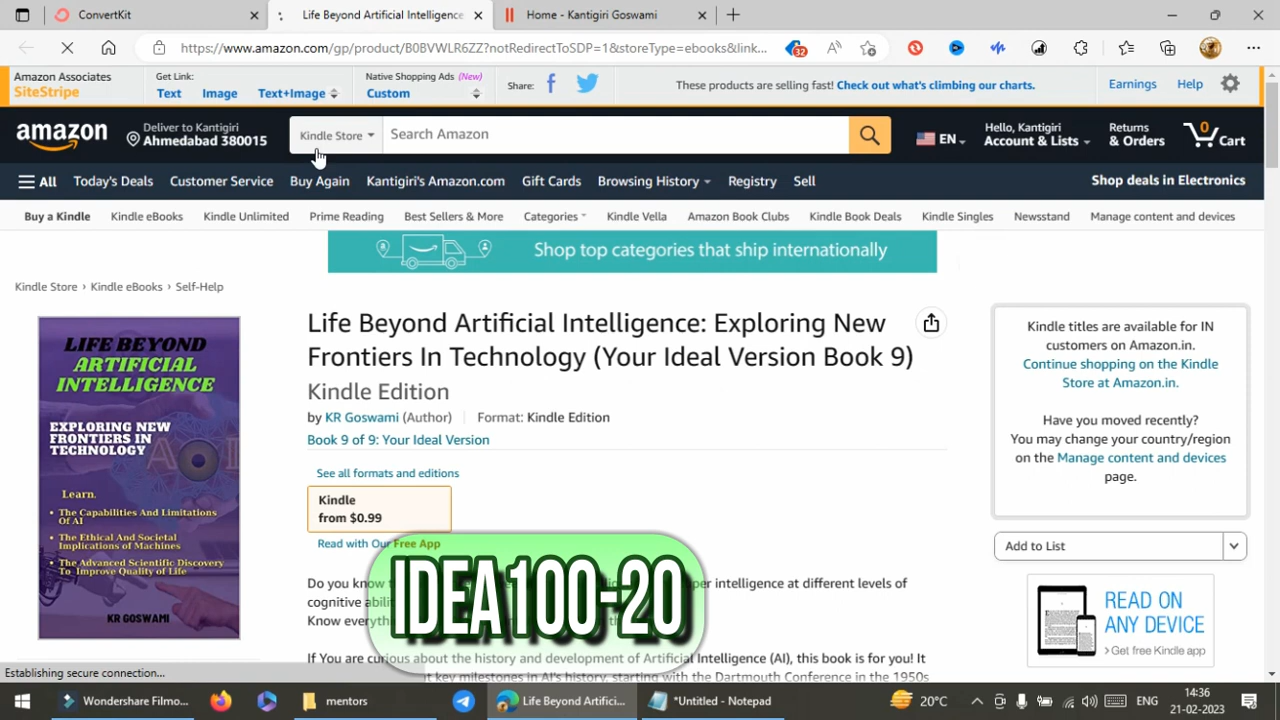 ConvertKit
Life Beyond Artificial Intelligence
Home - Kantigiri Goswami
https://www.amazon.com/gp/product/B0BVWLR6ZZ?notRedirectToSDP=1&storeType=ebooks&link...
32
Amazon Associates
SiteStripe
Get Link:
Text Image Text+Image
Native Shopping Ads (New)
Custom
Share:
These products are selling fast! Check out what's climbing our charts.
Earnings Help
amazon
Deliver to Kantigiri
Ahmedabad 380015
Kindle Store
Search Amazon
EN
Hello, Kantigiri
Account & Lists
Returns
& Orders
0
Cart
All Today's Deals Customer Service Buy Again Kantigiri's Amazon.com Gift Cards Browsing History Registry Sell
Shop deals in Electronics
Buy a Kindle Kindle eBooks Kindle Unlimited Prime Reading Best Sellers & More Categories Kindle Vella Amazon Book Clubs Kindle Book Deals Kindle Singles Newsstand Manage content and devices
Shop top categories that ship internationally
Kindle Store › Kindle eBooks › Self-Help
LIFE BEYOND
ARTIFICIAL
INTELLIGENCE
EXPLORING NEW
FRONTIERS IN
TECHNOLOGY
Learn.
• The Capabilities And Limitations
Of AI
• The Ethical And Societal
Implications of Machines
• The Advanced Scientific Discovery
To Improve Quality of Life
KR GOSWAMI
Life Beyond Artificial Intelligence: Exploring New
Frontiers In Technology (Your Ideal Version Book 9)
Kindle Edition
by KR Goswami (Author) Format: Kindle Edition
Book 9 of 9: Your Ideal Version
See all formats and editions
Kindle
from $0.99
Read with Our Free App
Do you know per intelligence at different levels of
cognitive
Know
If You are curious about the history and development of Artificial Intelligence (AI), this book is for you! It
key milestones in AI's history, starting with the Dartmouth Conference in the 1950s
IDEA100-20
Kindle titles are available for IN
customers on Amazon.in.
Continue shopping on the Kindle
Store at Amazon.in.
Have you moved recently?
You may change your country/region
on the Manage content and devices
page.
Add to List
READ ON
ANY DEVICE
› Get free Kindle app
Establishing secure connection...
Wondershare Filmo...
mentors
Life Beyond Artifici...
*Untitled - Notepad
20°C
ENG
14:36
21-02-2023